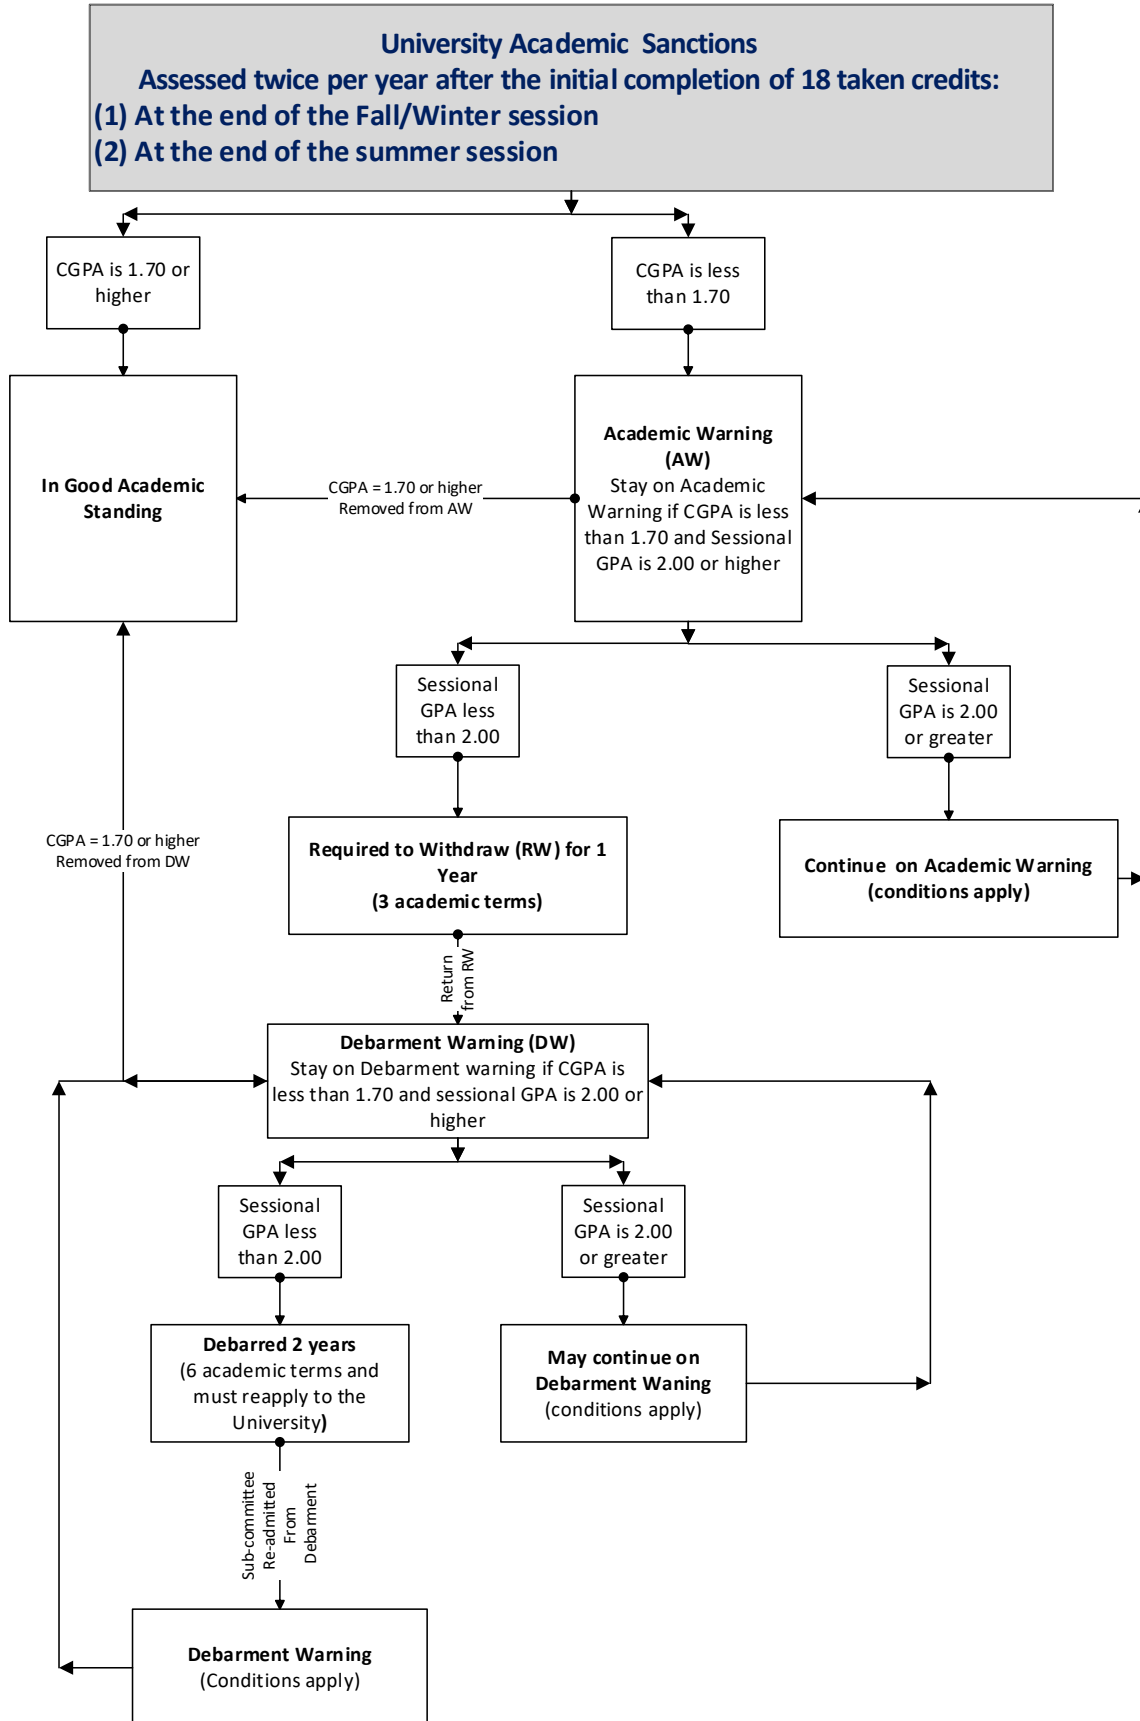 University Academic Sanctions
Assessed twice per year after the initial completion of 18 taken credits:
(1) At the end of the Fall/Winter session
(2) At the end of the summer session
CGPA is 1.70 or
higher
CGPA is less
than 1.70
In Good Academic
Standing
CGPA = 1.70 or higher
Removed from AW
Academic Warning
(AW)
Stay on Academic
Warning if CGPA is less
than 1.70 and Sessional
GPA is 2.00 or higher
Sessional
GPA less
than 2.00
Sessional
GPA is 2.00
or greater
CGPA = 1.70 or higher
Removed from DW
Required to Withdraw (RW) for 1
Year
(3 academic terms)
Continue on Academic Warning
(conditions apply)
Return
from RW
Debarment Warning (DW)
Stay on Debarment warning if CGPA is
less than 1.70 and sessional GPA is 2.00 or
higher
Sessional
GPA less
than 2.00
Sessional
GPA is 2.00
or greater
Debarred 2 years
(6 academic terms and
must reapply to the
University)
May continue on
Debarment Waning
(conditions apply)
Sub-committee
Re-admitted
From
Debarment
Debarment Warning
(Conditions apply)